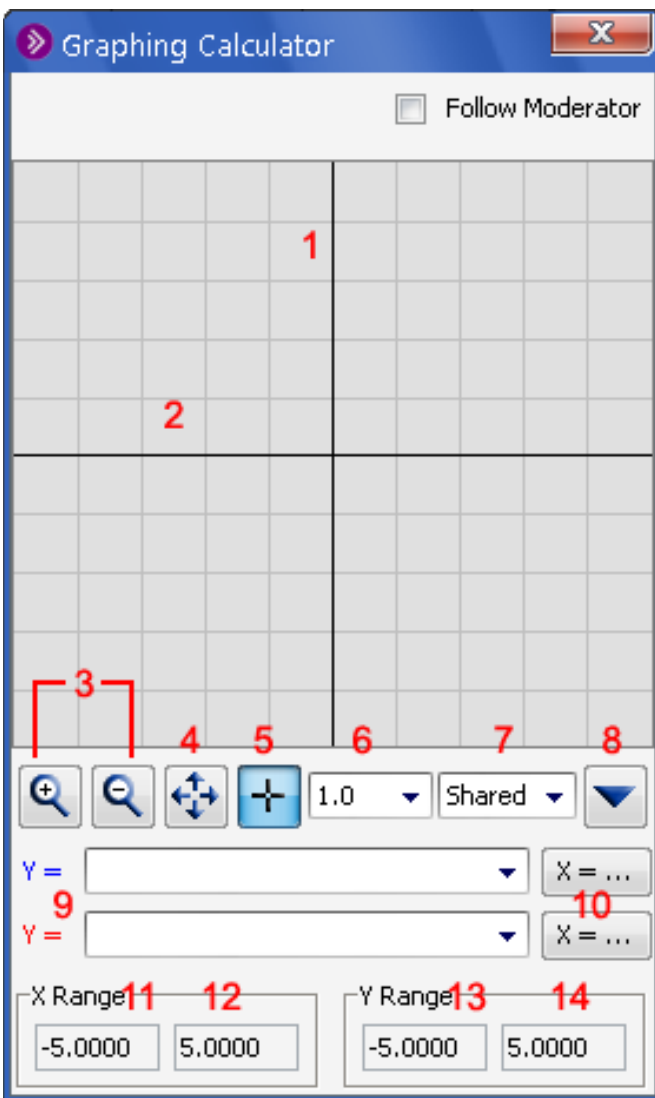 Graphing Calculator
Follow Moderator
1
2
3
4 5 6 7 8
1.0 Shared
Y = X = ...
9 10
Y = X = ...
X Range 11 12 Y Range 13 14
-5.0000 5.0000 -5.0000 5.0000